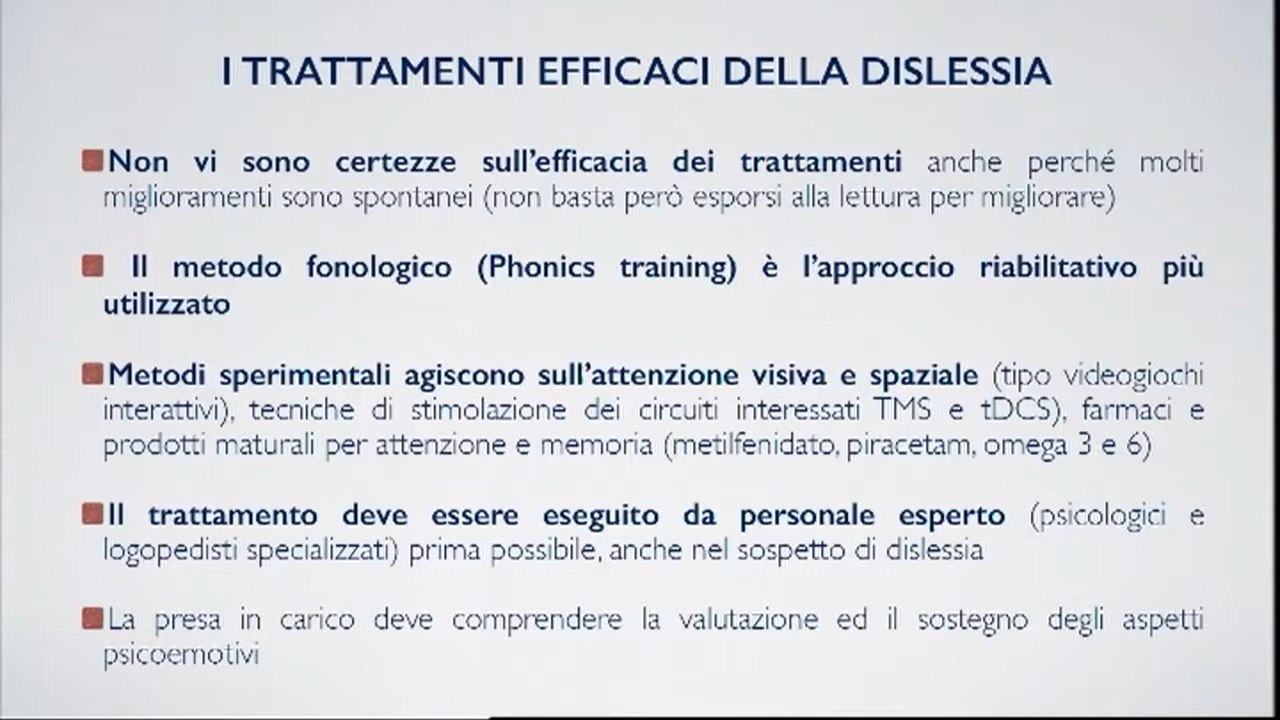 I TRATTAMENTI EFFICACI DELLA DISLESSIA
Non vi sono certezze sull'efficacia dei trattamenti anche perché molti
miglioramenti sono spontanei (non basta però esporsi alla lettura per migliorare)
Il metodo fonologico (Phonics training) è l'approccio riabilitativo più
utilizzato
Metodi sperimentali agiscono sull'attenzione visiva e spaziale (tipo videogiochi
interattivi), tecniche di stimolazione dei circuiti interessati TMS e tDCS), farmaci e
prodotti maturali per attenzione e memoria (metilfenidato, piracetam, omega 3 e 6)
Il trattamento deve essere eseguito da personale esperto (psicologici e
logopedisti specializzati) prima possibile, anche nel sospetto di dislessia
La presa in carico deve comprendere la valutazione ed il sostegno degli aspetti
psicoemotivi